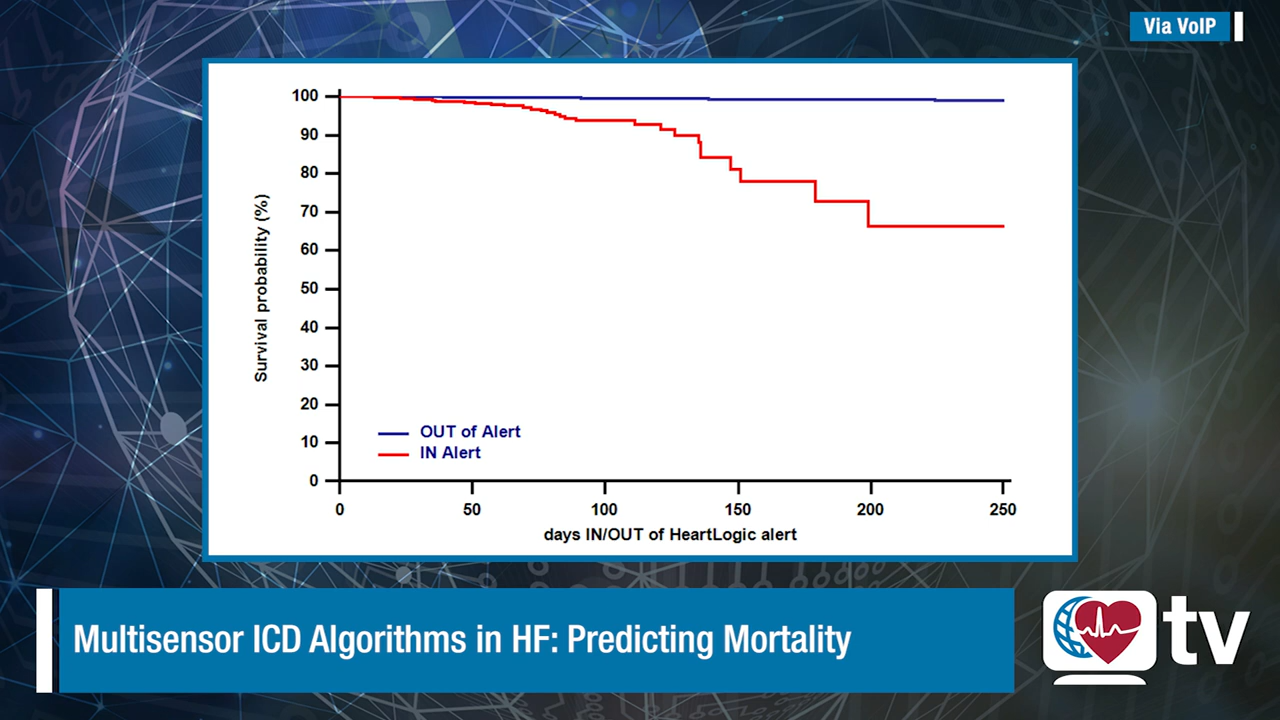 Via VoIP
100
90
80
70
60
50
40
30
20
10
0
Survival probability (%)
OUT of Alert
IN Alert
0 50 100 150 200 250
days IN/OUT of HeartLogic alert
Multisensor ICD Algorithms in HF: Predicting Mortality
tv